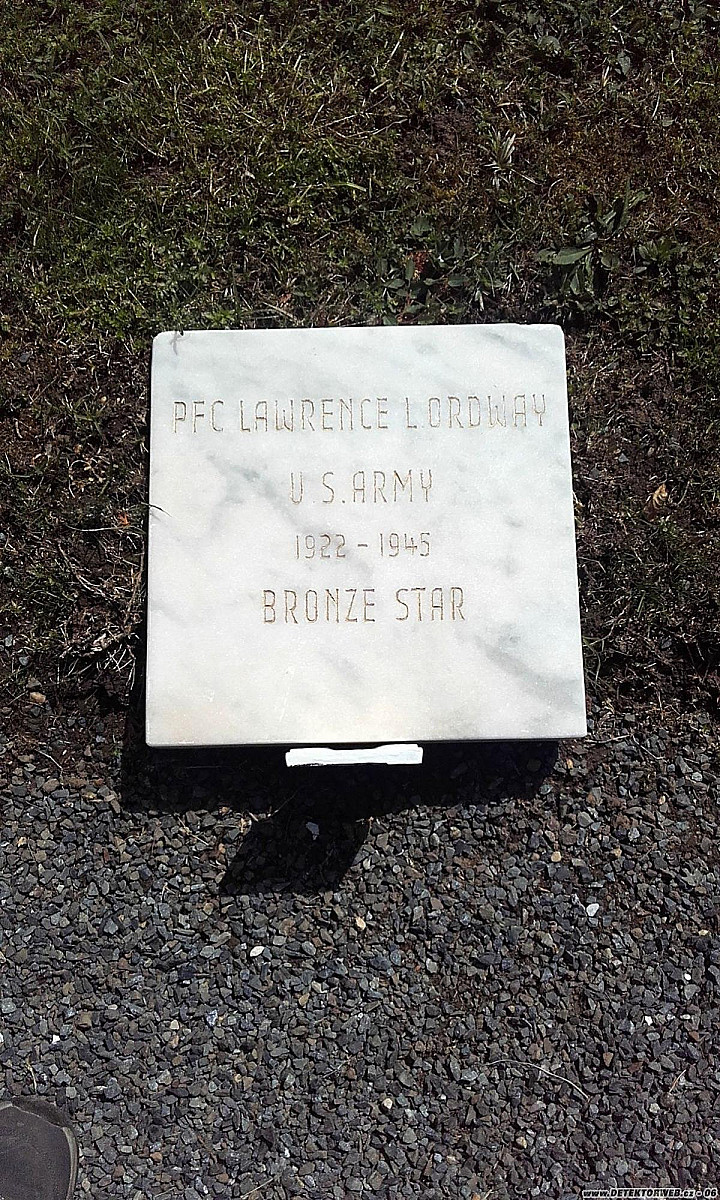 PFC LAWRENCE L.ORDWAY
U S.ARMY
1922 - 1945
BRONZE STAR
www.DETEKTORWEB.cz